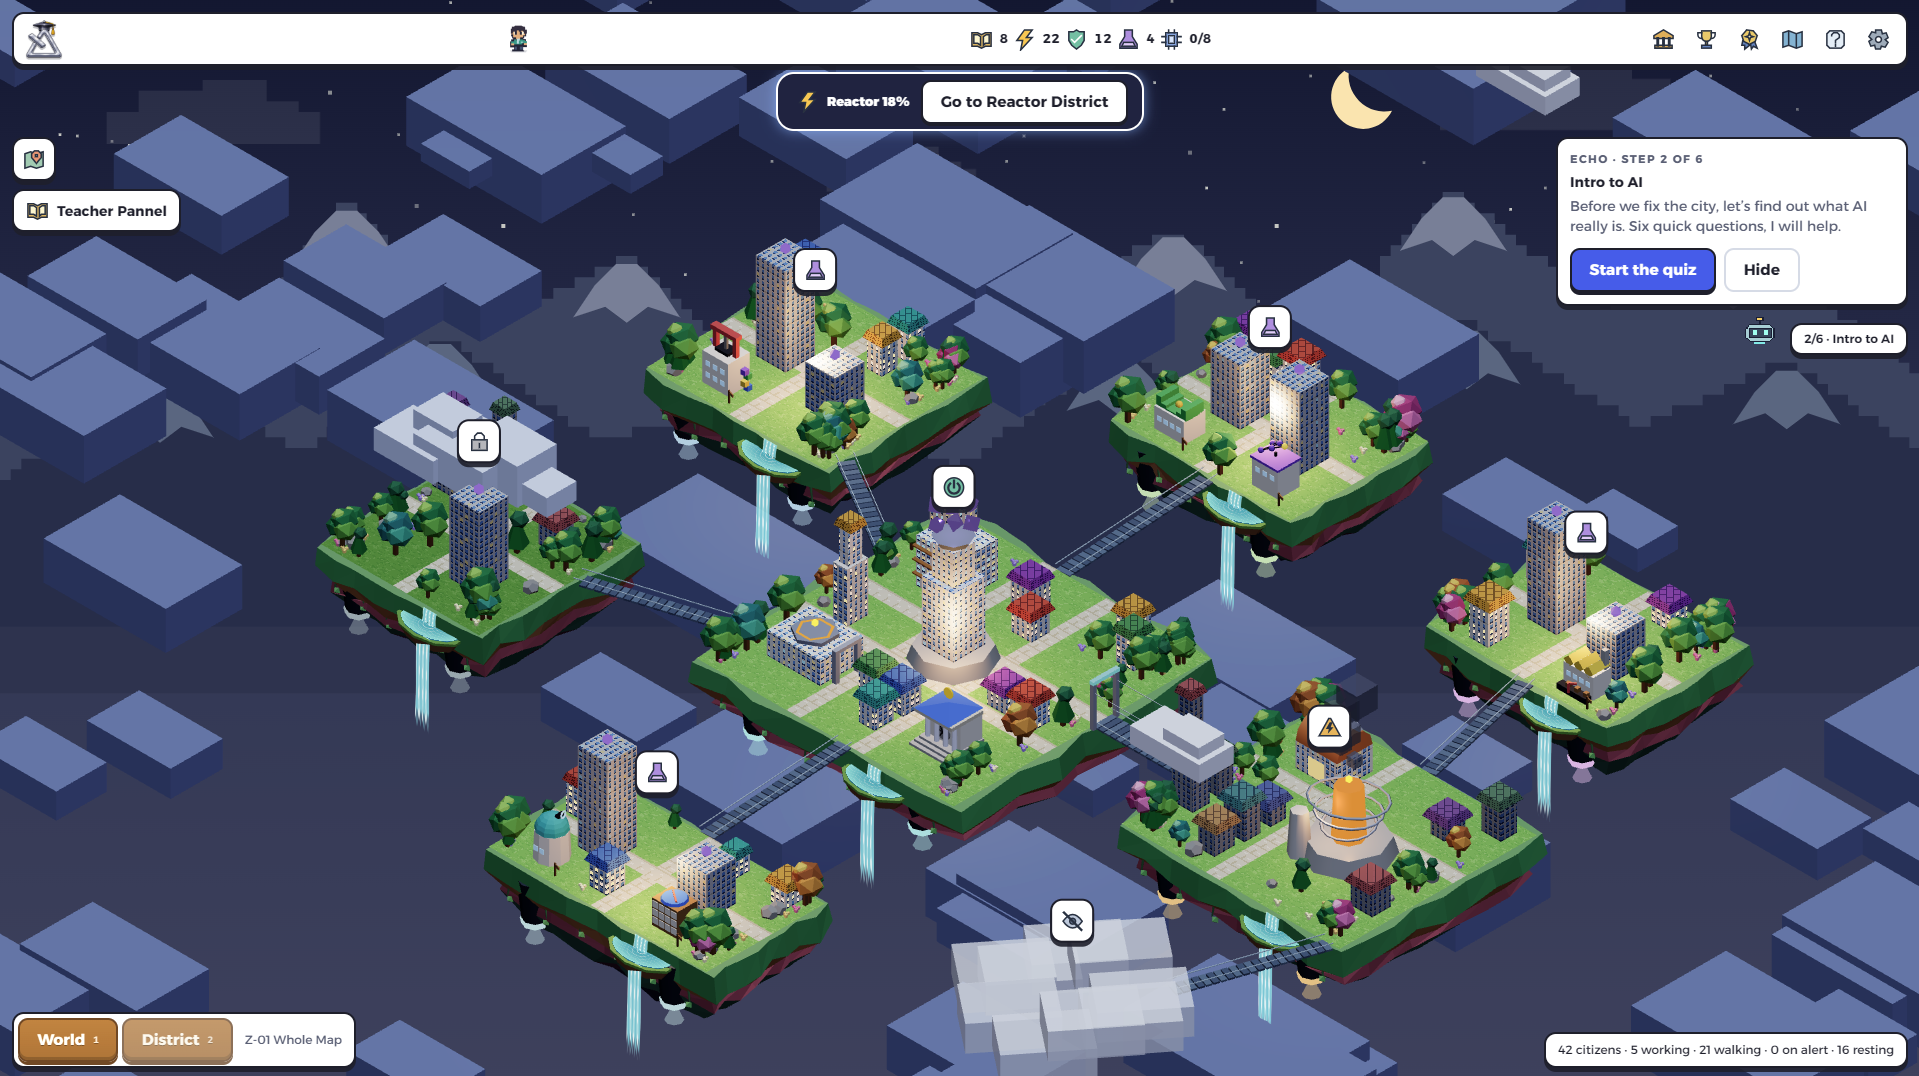 8 22 12 4 0/8
Reactor 18% Go to Reactor District
Teacher Pannel
ECHO · STEP 2 OF 6
Intro to AI
Before we fix the city, let's find out what AI
really is. Six quick questions, I will help.
Start the quiz Hide
2/6 · Intro to AI
World 1 District 2 Z-01 Whole Map
42 citizens · 5 working · 21 walking · 0 on alert · 16 resting